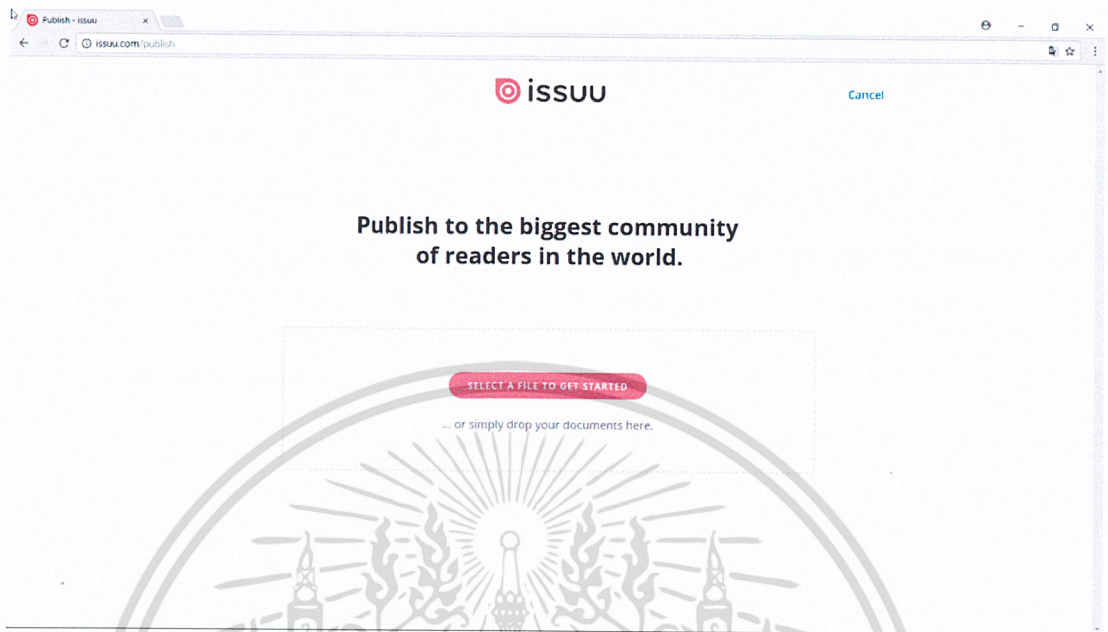 Publish - issuu
issuu.com/publish
issuu
Cancel
Publish to the biggest community
of readers in the world.
SELECT A FILE TO GET STARTED
... or simply drop your documents here.